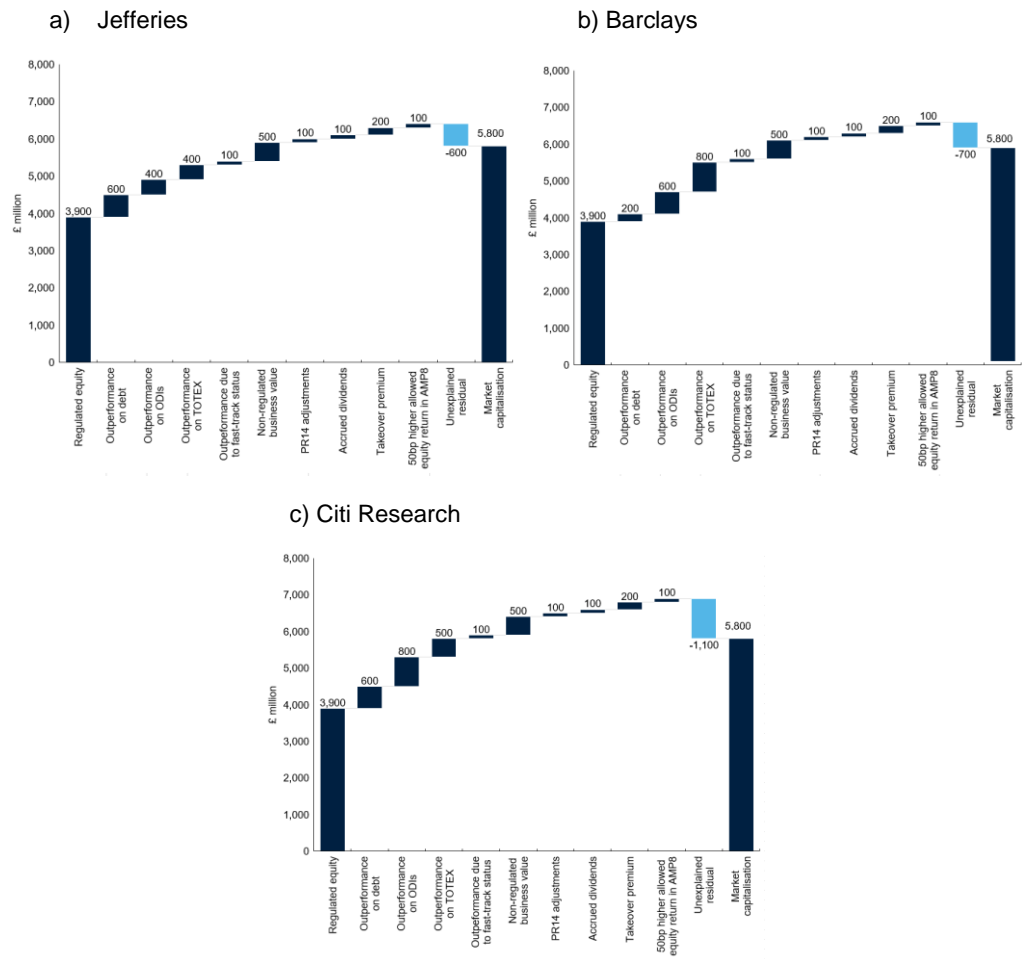 a) Jefferies
8,000
7,000
6,000
5,000
4,000
3,000
2,000
1,000
0
£ million
3,900
600
400
400
100
500
100
100
200
100
-600
5,800
Regulated equity
Outperformance
on debt
Outperformance
on ODIs
Outperformance
on TOTEX
Outpeformance due
to fast-track status
Non-regulated
business value
PR14 adjustments
Accrued dividends
Takeover premium
50bp higher allowed
equity return in AMP8
Unexplained
residual
Market
capitalisation
b) Barclays
8,000
7,000
6,000
5,000
4,000
3,000
2,000
1,000
0
£ million
3,900
200
600
800
100
500
100
100
200
100
-700
5,800
Regulated equity
Outperformance
on debt
Outperformance
on ODIs
Outperformance
on TOTEX
Outpeformance due
to fast-track status
Non-regulated
business value
PR14 adjustments
Accrued dividends
Takeover premium
50bp higher allowed
equity return in AMP8
Unexplained
residual
Market
capitalisation
c) Citi Research
8,000
7,000
6,000
5,000
4,000
3,000
2,000
1,000
0
£ million
3,900
600
800
500
100
500
100
100
200
100
-1,100
5,800
Regulated equity
Outperformance
on debt
Outperformance
on ODIs
Outperformance
on TOTEX
Outpeformance due
to fast-track status
Non-regulated
business value
PR14 adjustments
Accrued dividends
Takeover premium
50bp higher allowed
equity return in AMP8
Unexplained
residual
Market
capitalisation